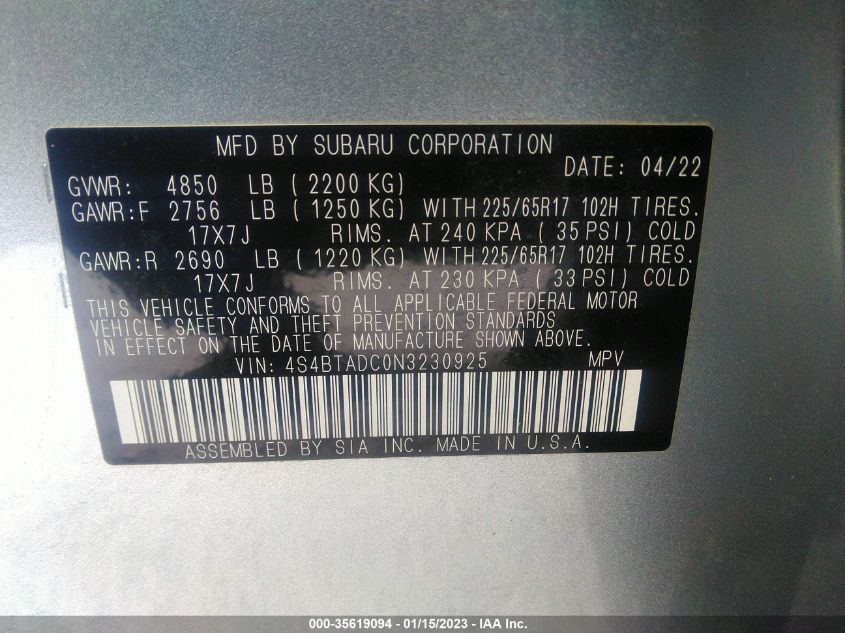 MFD BY SUBARU CORPORATION
DATE: 04/22
GVWR: 4850 LB ( 2200 KG)
GAWR:F 2756 LB ( 1250 KG) WITH 225/65R17 102H TIRES.
17X7J RIMS. AT 240 KPA ( 35 PSI) COLD
GAWR:R 2690 LB ( 1220 KG) WITH 225/65R17 102H TIRES.
17X7J RIMS. AT 230 KPA ( 33 PSI) COLD
THIS VEHICLE CONFORMS TO ALL APPLICABLE FEDERAL MOTOR
VEHICLE SAFETY AND THEFT PREVENTION STANDARDS
IN EFFECT ON THE DATE OF MANUFACTURE SHOWN ABOVE.
VIN: 4S4BTADC0N3230925 MPV
ASSEMBLED BY SIA INC. MADE IN U.S.A.
000-35619094 - 01/15/2023 - IAA Inc.